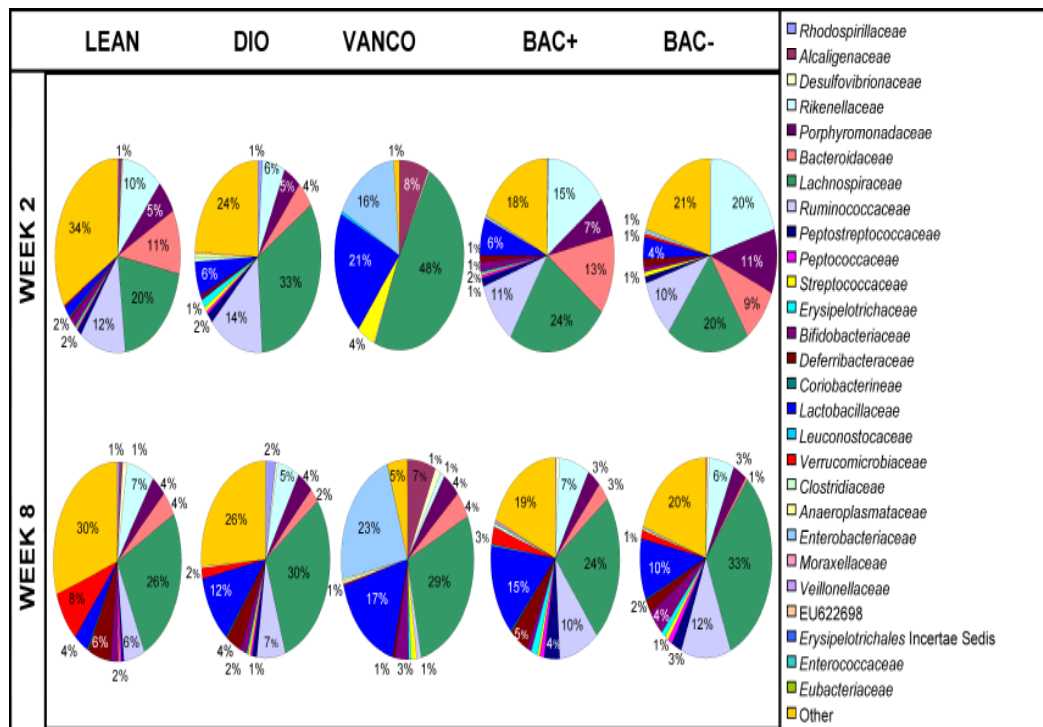 LEAN DIO VANCO BAC+ BAC-
WEEK 2
1% 10% 5% 11% 20% 12% 2% 2% 34%
1% 6% 5% 4% 33% 14% 2% 1% 6% 24%
1% 8% 48% 4% 21% 16%
15% 7% 13% 24% 11% 1% 2% 1% 1% 6% 18%
20% 11% 9% 20% 10% 1% 4% 1% 1% 21%
WEEK 8
1% 1% 7% 4% 4% 26% 6% 2% 6% 4% 8% 30%
2% 5% 4% 2% 30% 7% 1% 2% 4% 12% 2% 26%
7% 1% 1% 4% 4% 29% 1% 3% 1% 17% 1% 23% 5%
7% 3% 3% 24% 10% 4% 5% 15% 3% 19%
6% 3% 1% 33% 12% 3% 1% 4% 2% 10% 1% 20%
Rhodospirillaceae
Alcaligenaceae
Desulfovibrionaceae
Rikenellaceae
Porphyromonadaceae
Bacteroidaceae
Lachnospiraceae
Ruminococcaceae
Peptostreptococcaceae
Peptococcaceae
Streptococcaceae
Erysipelotrichaceae
Bifidobacteriaceae
Deferribacteraceae
Coriobacterineae
Lactobacillaceae
Leuconostocaceae
Verrucomicrobiaceae
Clostridiaceae
Anaeroplasmataceae
Enterobacteriaceae
Moraxellaceae
Veillonellaceae
EU622698
Erysipelotrichales Incertae Sedis
Enterococcaceae
Eubacteriaceae
Other